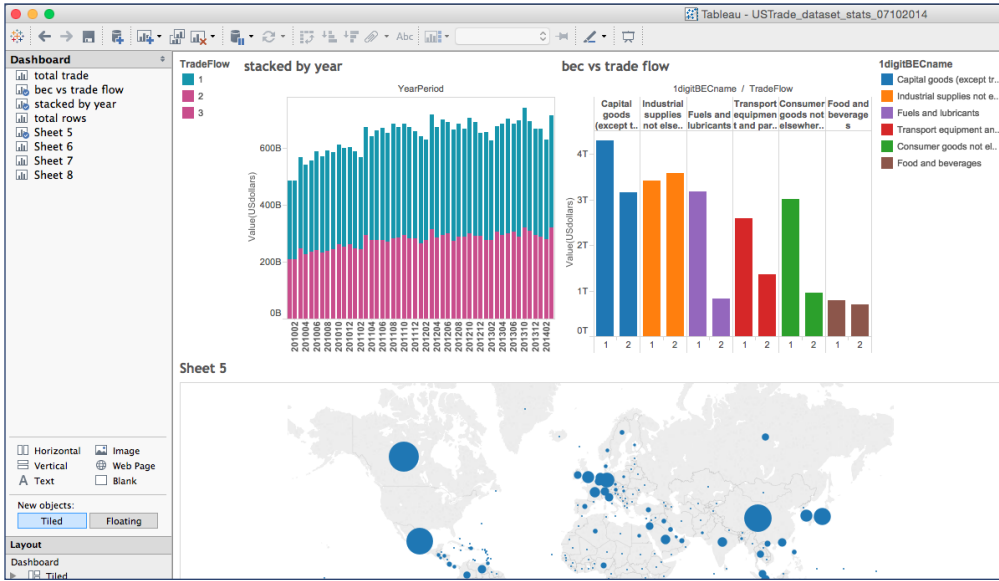 Tableau - USTrade_dataset_stats_07102014
Abc
Dashboard
total trade
bec vs trade flow
stacked by year
total rows
Sheet 5
Sheet 6
Sheet 7
Sheet 8
Horizontal
Image
Vertical
Web Page
A Text
Blank
New objects:
Tiled
Floating
Layout
Dashboard
Tiled
TradeFlow
1
2
3
stacked by year
YearPeriod
Value(USdollars)
600B
400B
200B
0B
201002
201004
201006
201008
201010
201012
201102
201104
201106
201108
201110
201112
201202
201204
201206
201208
201210
201212
201302
201304
201306
201310
201312
201402
bec vs trade flow
1digitBECname / TradeFlow
Capital goods (except t..
Industrial supplies not else..
Fuels and lubricants
Transport equipmen t and par..
Consumer goods not elsewher..
Food and beverage s
Value(USdollars)
4T
3T
2T
1T
0T
1 2 1 2 1 2 1 2 1 2 1 2
1digitBECname
Capital goods (except tr..
Industrial supplies not e..
Fuels and lubricants
Transport equipment an..
Consumer goods not el..
Food and beverages
Sheet 5